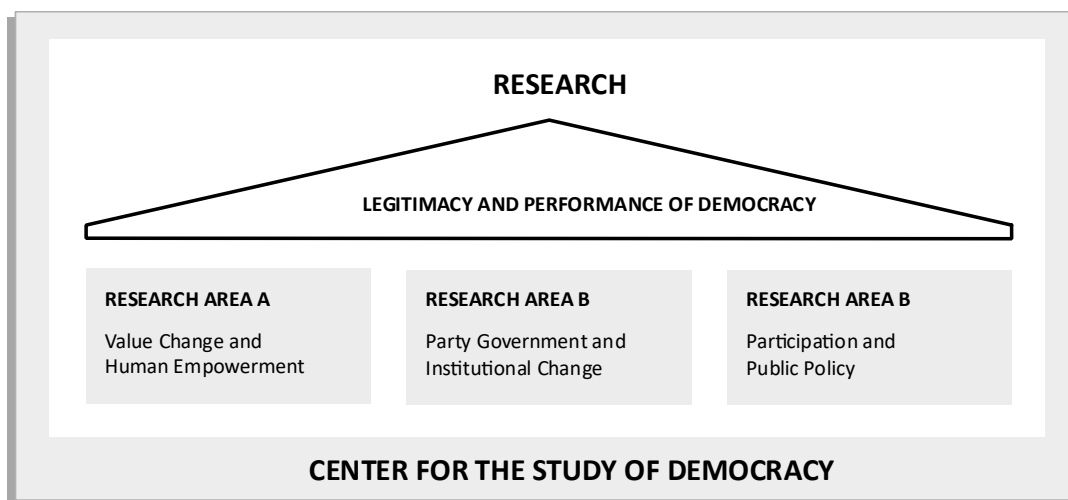 RESEARCH
LEGITIMACY AND PERFORMANCE OF DEMOCRACY
RESEARCH AREA A
Value Change and
Human Empowerment
RESEARCH AREA B
Party Government and
Institutional Change
RESEARCH AREA B
Participation and
Public Policy
CENTER FOR THE STUDY OF DEMOCRACY